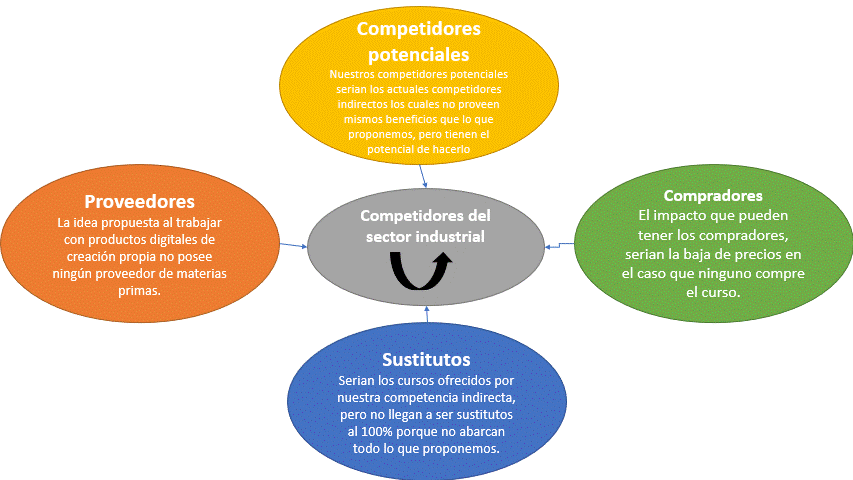 Competidores
potenciales
Nuestros competidores potenciales
serian los actuales competidores
indirectos los cuales no proveen
mismos beneficios que lo que
proponemos, pero tienen el
potencial de hacerlo
Proveedores
La idea propuesta al trabajar
con productos digitales de
creación propia no posee
ningún proveedor de materias
primas.
Competidores del
sector industrial
Compradores
El impacto que pueden
tener los compradores,
serian la baja de precios en
el caso que ninguno compre
el curso.
Sustitutos
Serian los cursos ofrecidos por
nuestra competencia indirecta,
pero no llegan a ser sustitutos
al 100% porque no abarcan
todo lo que proponemos.